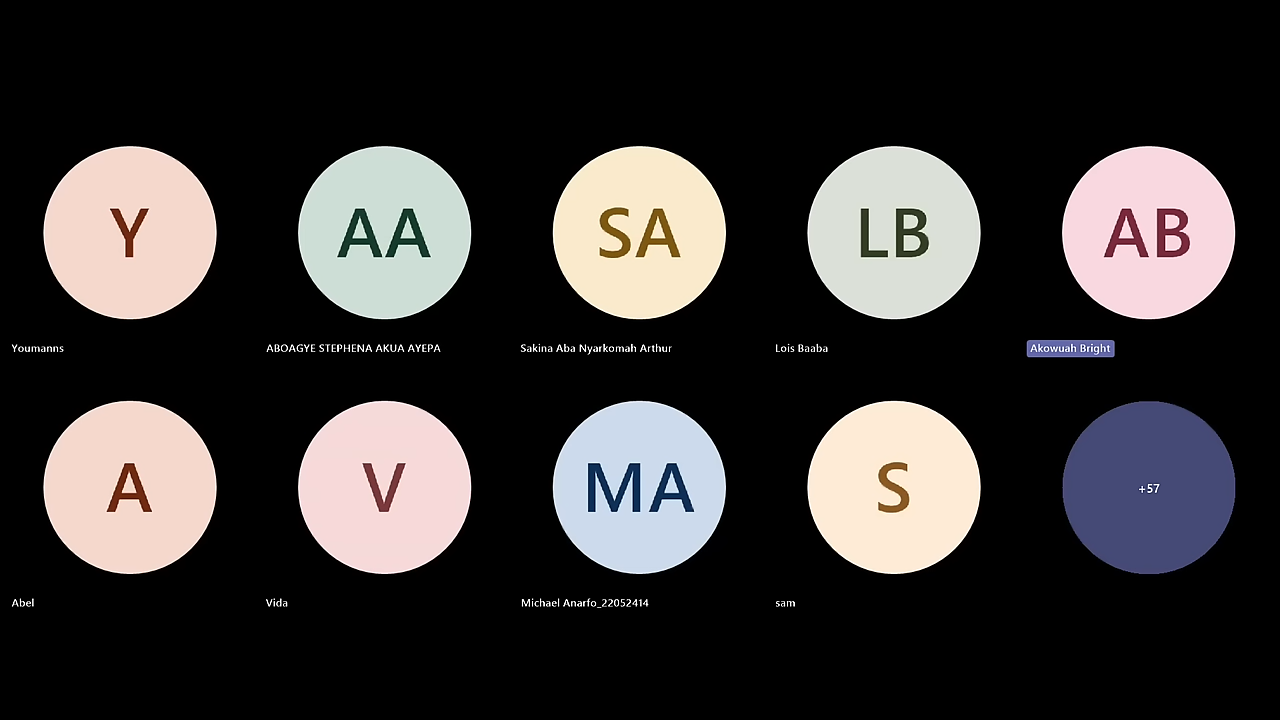 Y
AA
SA
LB
AB
Youmanns
ABOAGYE STEPHENA AKUA AYEPA
Sakina Aba Nyarkomah Arthur
Lois Baaba
Akowuah Bright
A
V
MA
S
+57
Abel
Vida
Michael Anarfo_22052414
sam